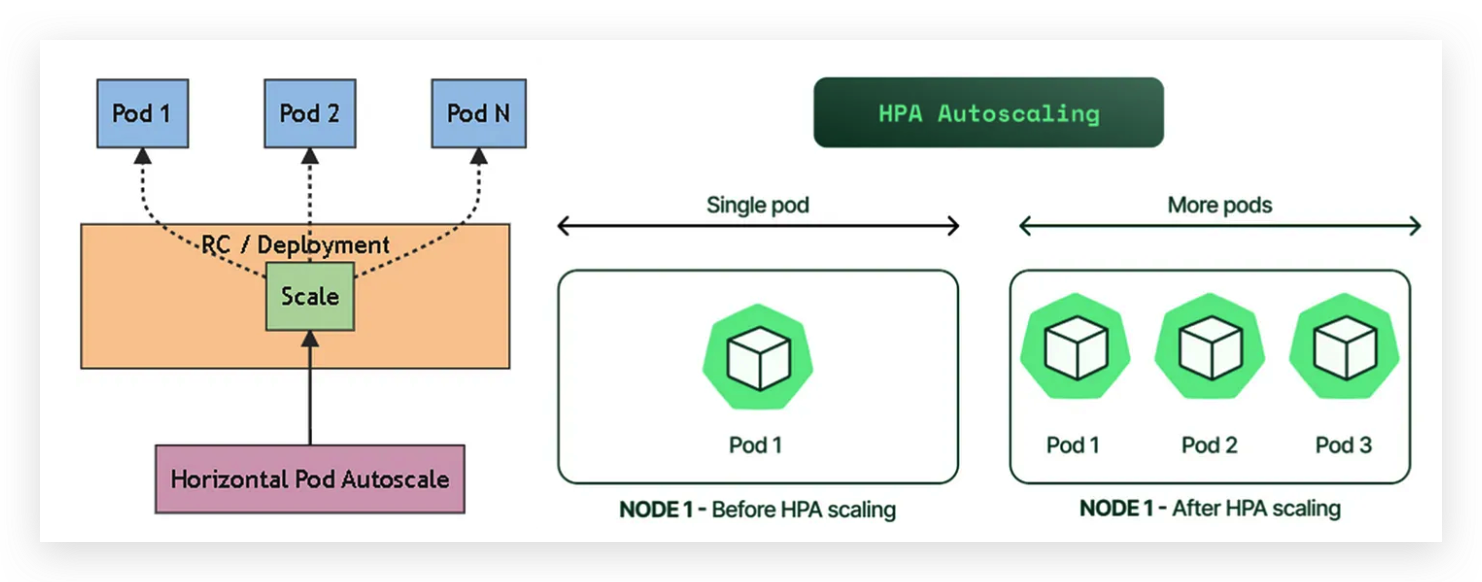 Pod 1
Pod 2
Pod N
RC / Deployment
Scale
Horizontal Pod Autoscale
HPA Autoscaling
Single pod
More pods
Pod 1
NODE 1 - Before HPA scaling
Pod 1
Pod 2
Pod 3
NODE 1 - After HPA scaling